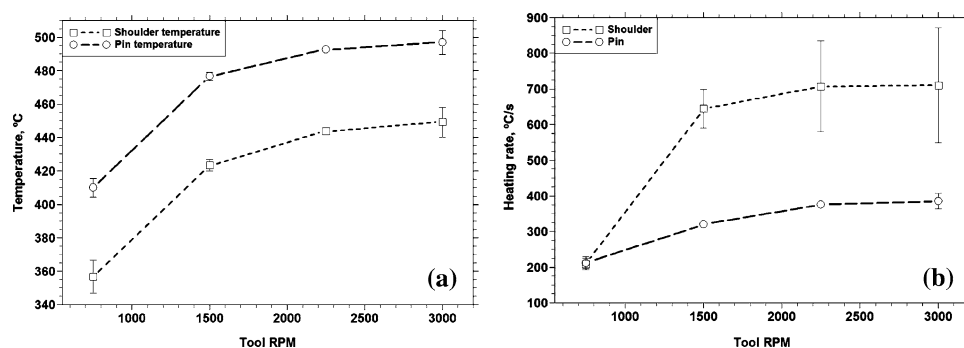 Shoulder temperature
Pin temperature
500
480
460
440
420
400
380
360
340
1000
1500
2000
2500
3000
Temperature, ºC
Tool RPM
(a)
Shoulder
Pin
900
800
700
600
500
400
300
200
100
1000
1500
2000
2500
3000
Heating rate, ºC/s
Tool RPM
(b)